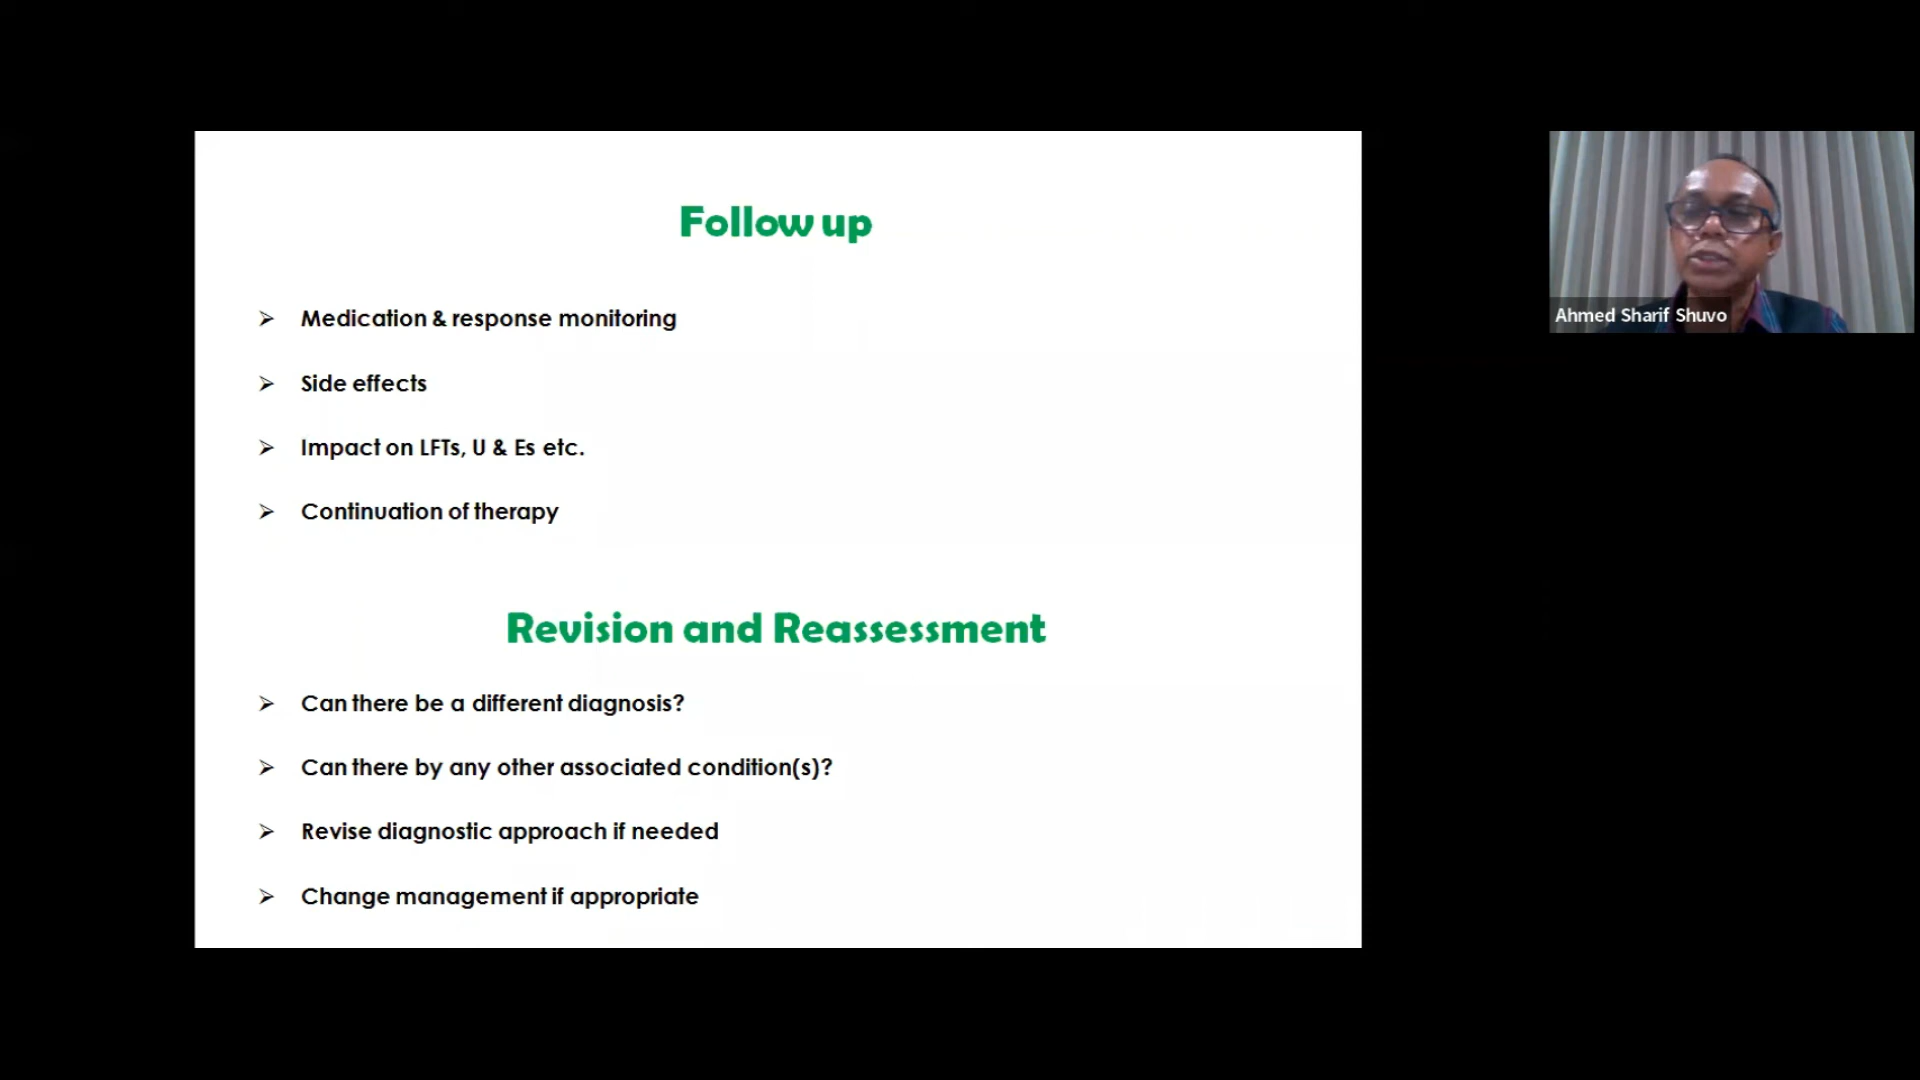 Follow up
Medication & response monitoring
Side effects
Impact on LFTs, U & Es etc.
Continuation of therapy
Revision and Reassessment
Can there be a different diagnosis?
Can there by any other associated condition(s)?
Revise diagnostic approach if needed
Change management if appropriate
Ahmed Sharif Shuvo